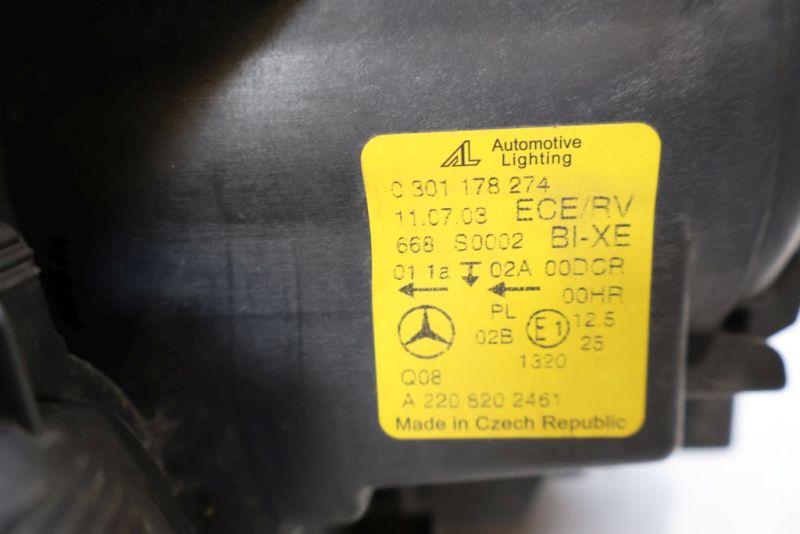 AL Automotive
Lighting
0 301 178 274
11.07.03 ECE/RV
668 S0002 BI-XE
01 1a 02A 00DCR
00HR
PL
02B E1 12.5
25
1320
Q08
A 220 820 2461
Made in Czech Republic